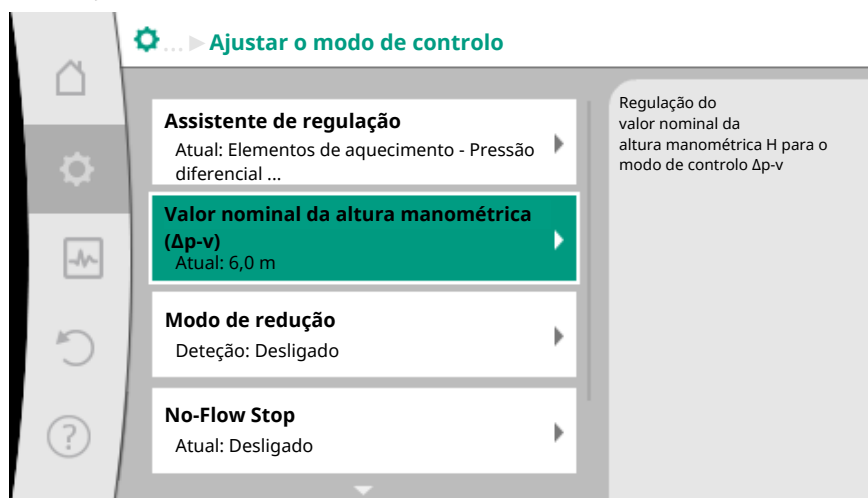 ... Ajustar o modo de controlo
Assistente de regulação
Atual: Elementos de aquecimento - Pressão
diferencial ...
Valor nominal da altura manométrica
(Δp-v)
Atual: 6,0 m
Modo de redução
Deteção: Desligado
No-Flow Stop
Atual: Desligado
Regulação do
valor nominal da
altura manométrica H para o
modo de controlo Δp-v
?